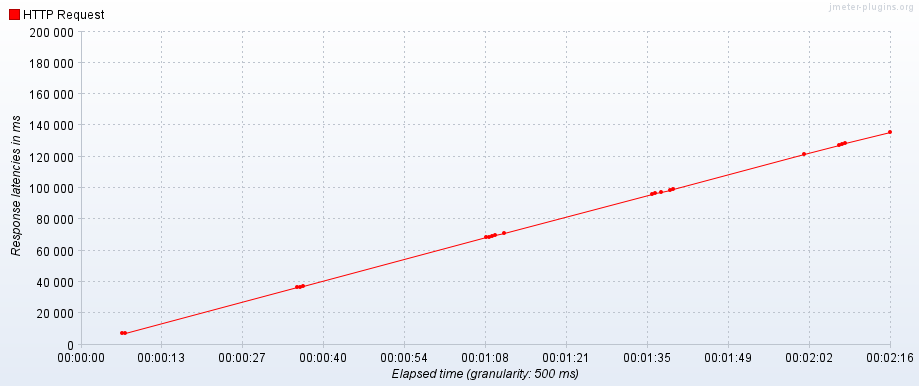 HTTP Request
jmeter-plugins.org
200 000
180 000
160 000
140 000
120 000
100 000
80 000
60 000
40 000
20 000
0
Response latencies in ms
00:00:00 00:00:13 00:00:27 00:00:40 00:00:54 00:01:08 00:01:21 00:01:35 00:01:49 00:02:02 00:02:16
Elapsed time (granularity: 500 ms)